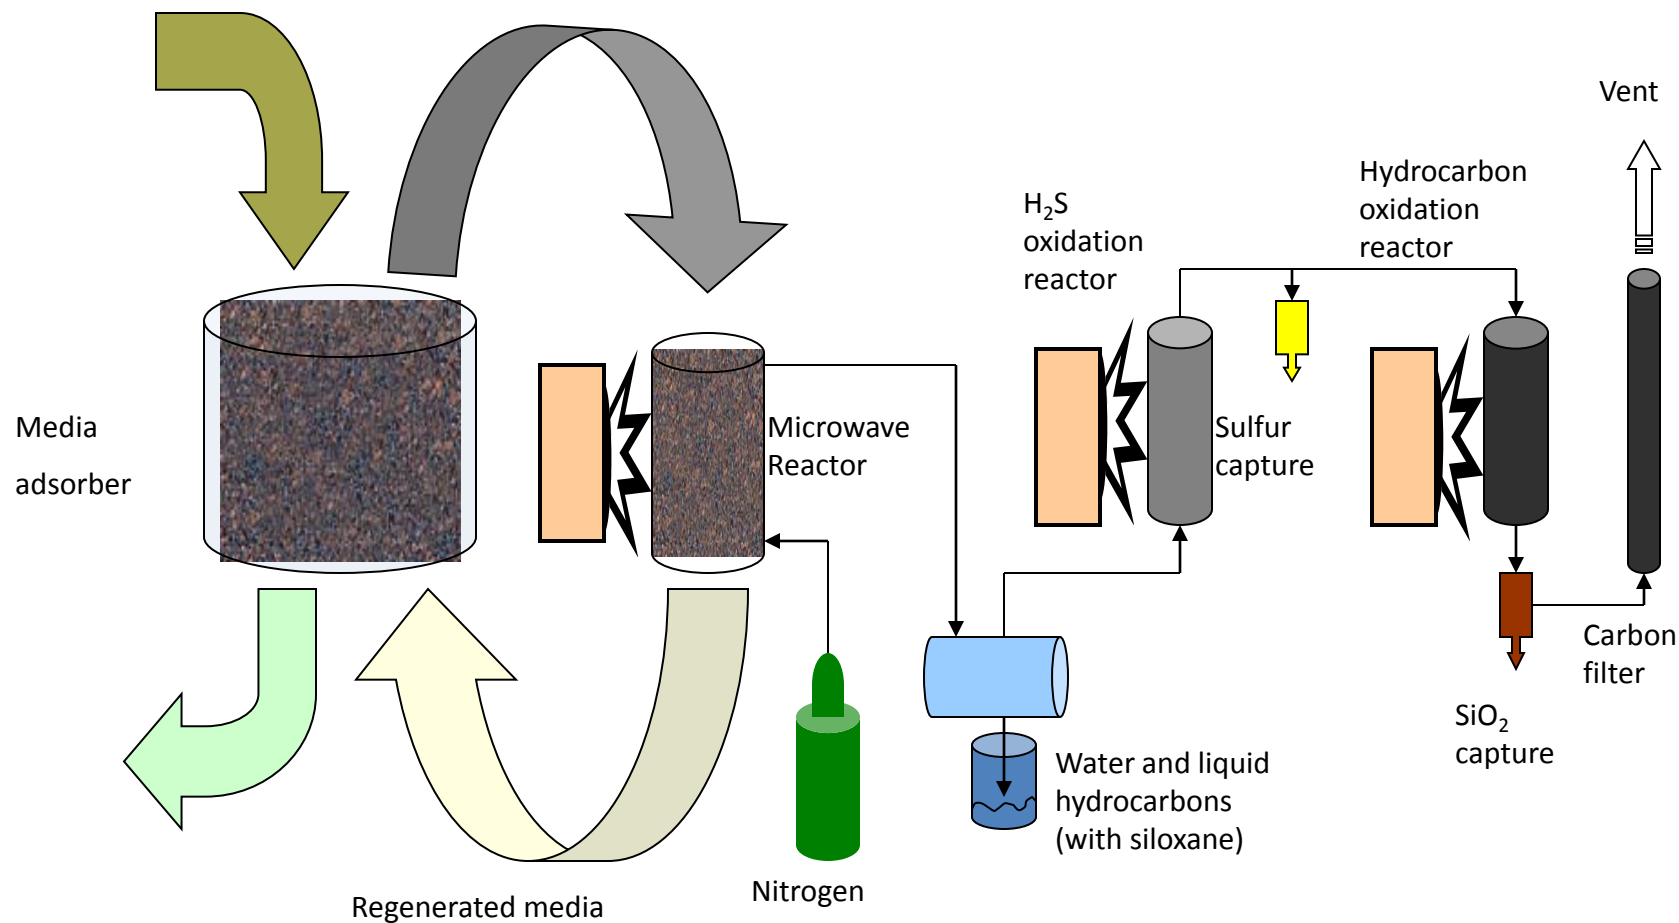 Vent
Hydrocarbon
oxidation
reactor
H₂S
oxidation
reactor
Media
adsorber
Microwave
Reactor
Sulfur
capture
Carbon
filter
SiO₂
capture
Water and liquid
hydrocarbons
(with siloxane)
Nitrogen
Regenerated media